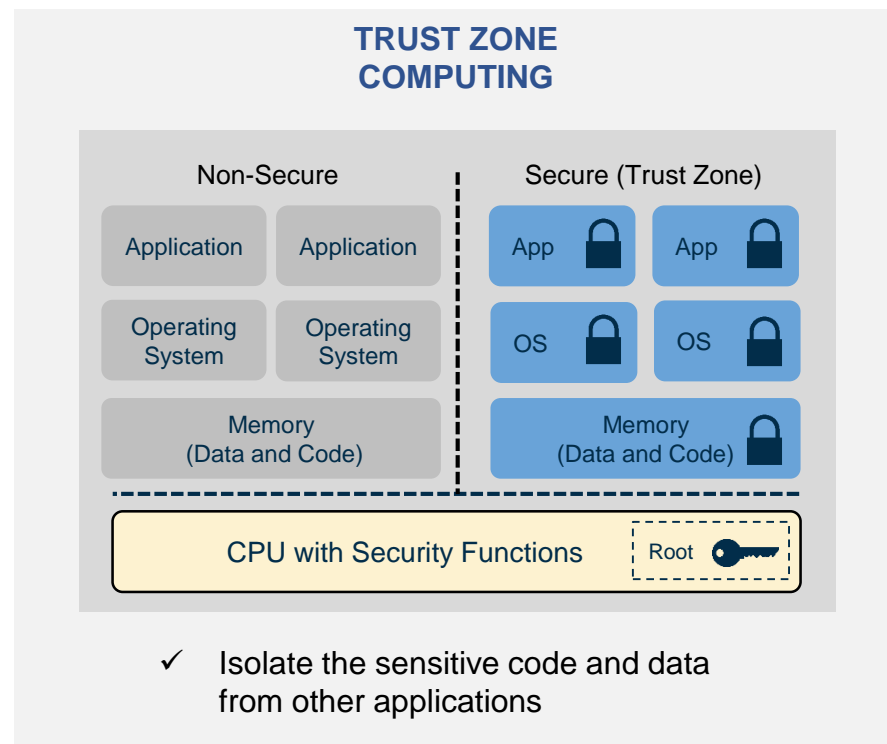 TRUST ZONE
COMPUTING
Non-Secure
Secure (Trust Zone)
Application
Application
App
App
Operating
System
Operating
System
OS
OS
Memory
(Data and Code)
Memory
(Data and Code)
CPU with Security Functions
Root
✓ Isolate the sensitive code and data
from other applications